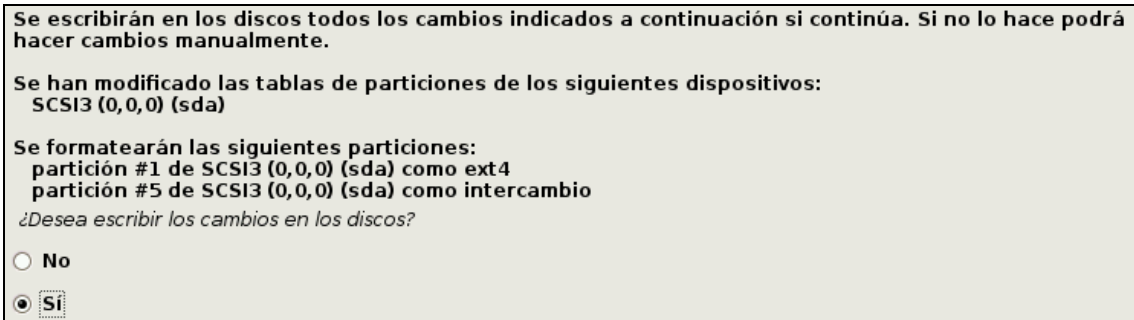 Se escribirán en los discos todos los cambios indicados a continuación si continúa. Si no lo hace podrá
hacer cambios manualmente.
Se han modificado las tablas de particiones de los siguientes dispositivos:
SCSI3 (0,0,0) (sda)
Se formatearán las siguientes particiones:
partición #1 de SCSI3 (0,0,0) (sda) como ext4
partición #5 de SCSI3 (0,0,0) (sda) como intercambio
¿Desea escribir los cambios en los discos?
No
Sí